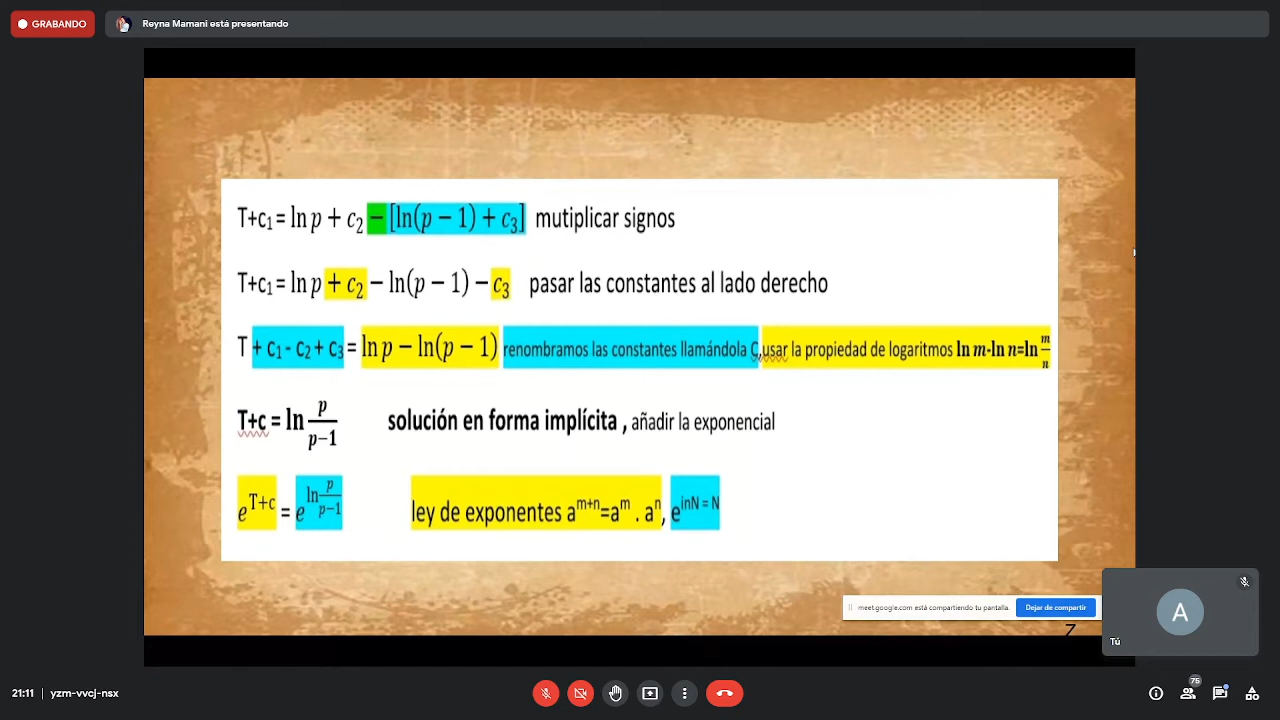 GRABANDO
Reyna Mamani está presentando
T+c₁ = ln p + c₂ − [ln(p − 1) + c₃] mutiplicar signos
T+c₁ = ln p + c₂ − ln(p − 1) − c₃ pasar las constantes al lado derecho
T + c₁ - c₂ + c₃ = ln p − ln(p − 1) renombramos las constantes llamándola C,usar la propiedad de logaritmos ln m-ln n=ln m/n
T+c = ln p/p−1 solución en forma implícita , añadir la exponencial
e^T+c = e^ln p/p−1 ley de exponentes a^m+n=a^m . a^n, e^inN = N
meet.google.com está compartiendo tu pantalla.
Dejar de compartir
7
A
Tú
21:11 | yzm-vvcj-nsx
75